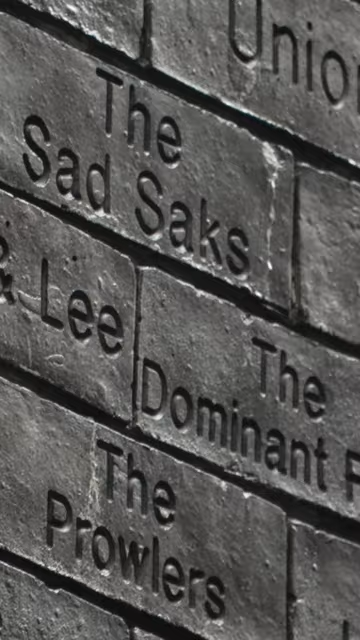 The
Sad Saks
& Lee
The
Dominant
The
Prowlers